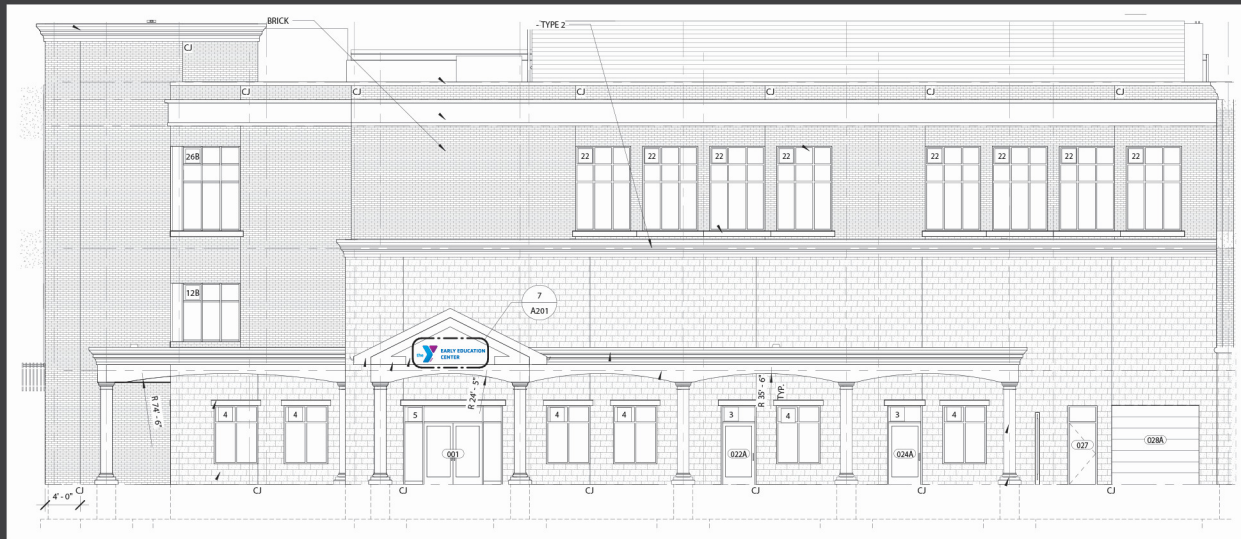 BRICK
- TYPE 2
CJ
CJ
CJ
CJ
CJ
CJ
CJ
26B
22
22
22
22
22
22
22
22
12B
7
A201
the Y EARLY EDUCATION
CENTER
R 74' - 6"
R 24' - 5"
R 35' - 6"
TYP.
4
4
5
4
4
3
4
3
4
001
022A
024A
027
028A
CJ
CJ
CJ
CJ
CJ
CJ
CJ
4' - 0"